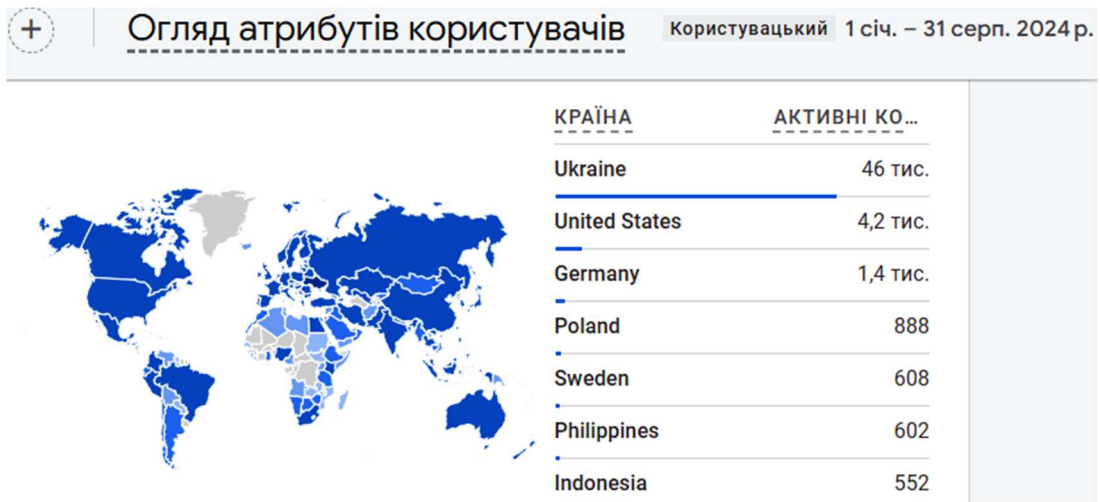 Огляд атрибутів користувачів
Користувацький 1 січ. – 31 серп. 2024 р.
КРАЇНА АКТИВНІ КО...
Ukraine 46 тис.
United States 4,2 тис.
Germany 1,4 тис.
Poland 888
Sweden 608
Philippines 602
Indonesia 552